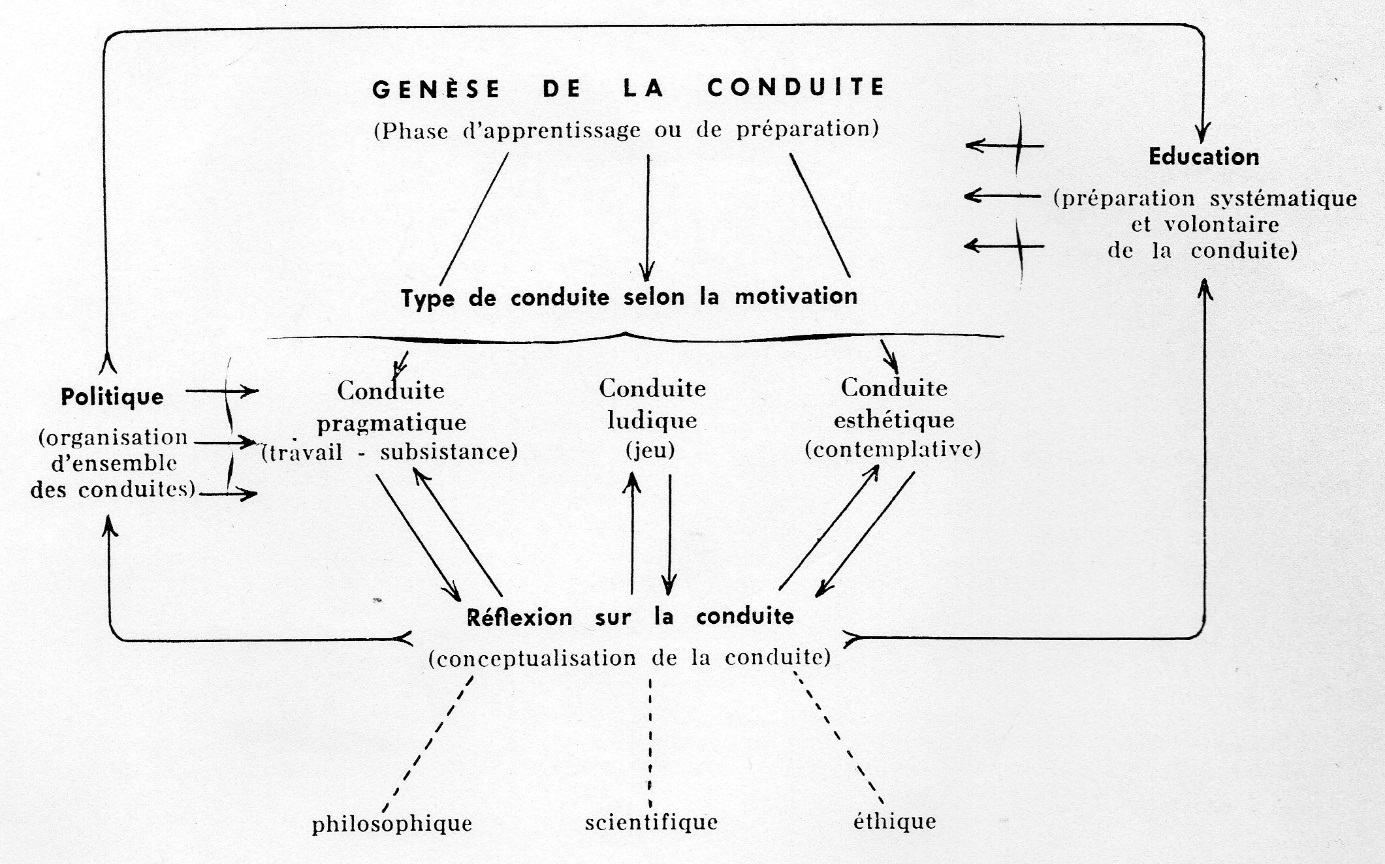 GENÈSE DE LA CONDUITE
(Phase d'apprentissage ou de préparation)
Education
(préparation systématique
et volontaire
de la conduite)
Type de conduite selon la motivation
Politique
(organisation
d'ensemble
des conduites)
Conduite
pragmatique
(travail - subsistance)
Conduite
ludique
(jeu)
Conduite
esthétique
(contemplative)
Réflexion sur la conduite
(conceptualisation de la conduite)
philosophique
scientifique
éthique